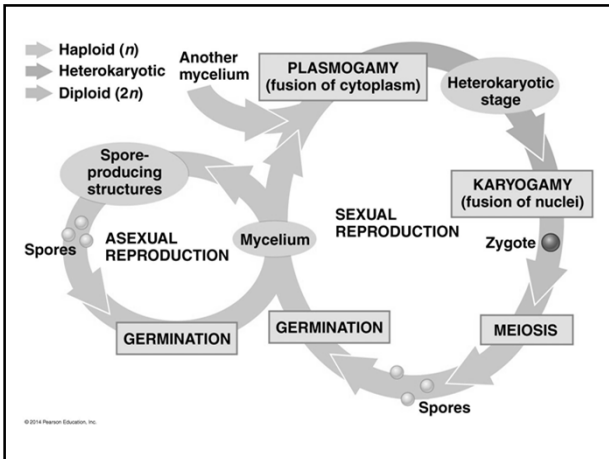 Haploid (n)
Heterokaryotic
Diploid (2n)
Another
mycelium
PLASMOGAMY
(fusion of cytoplasm)
Heterokaryotic
stage
Spore-
producing
structures
KARYOGAMY
(fusion of nuclei)
SEXUAL
REPRODUCTION
Mycelium
ASEXUAL
REPRODUCTION
Spores
Zygote
GERMINATION
GERMINATION
MEIOSIS
Spores
© 2014 Pearson Education, Inc.